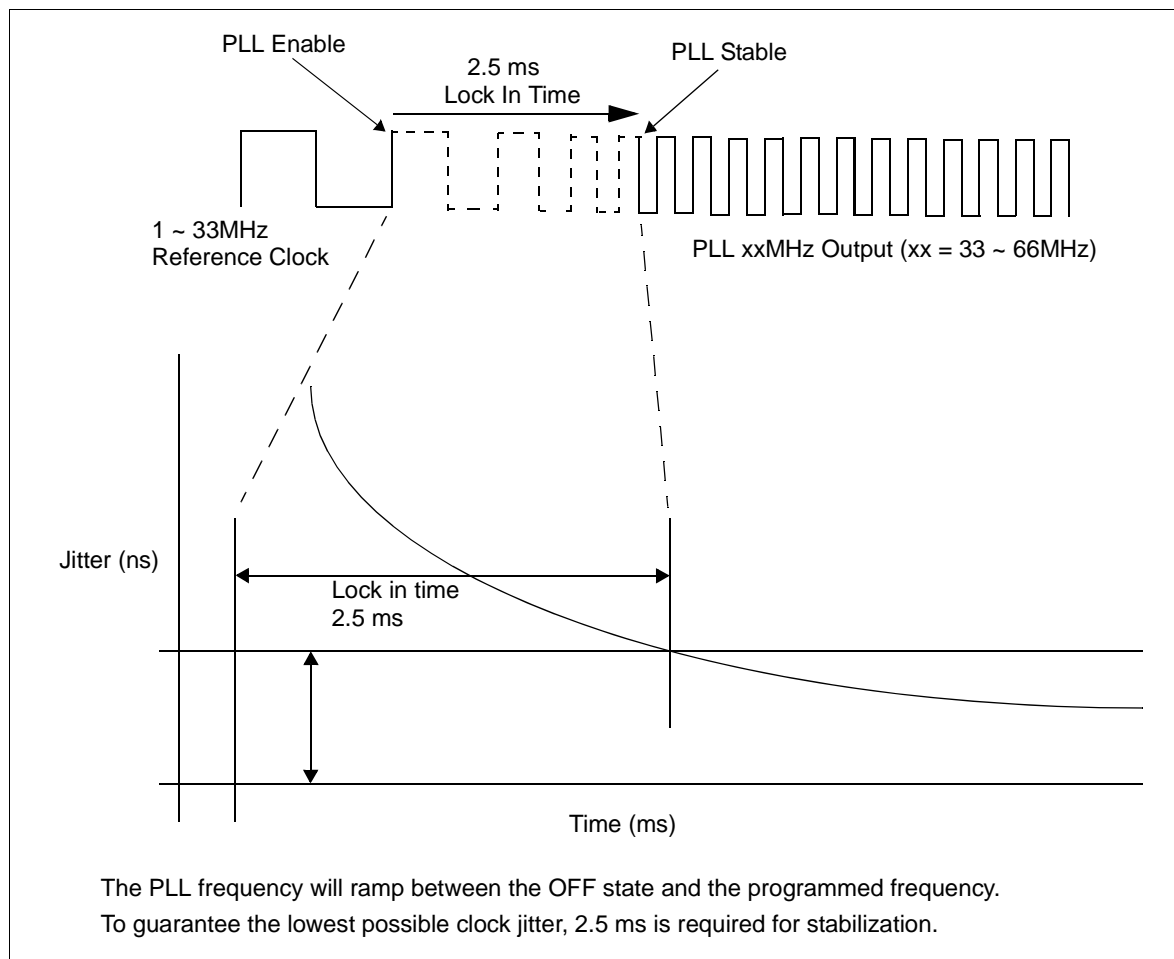 PLL Enable
2.5 ms
Lock In Time
PLL Stable
1 ~ 33MHz
Reference Clock
PLL xxMHz Output (xx = 33 ~ 66MHz)
Jitter (ns)
Lock in time
2.5 ms
Time (ms)
The PLL frequency will ramp between the OFF state and the programmed frequency.
To guarantee the lowest possible clock jitter, 2.5 ms is required for stabilization.